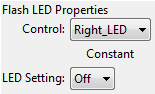 Flash LED Properties
Control: Right_LED
Constant
LED Setting: Off